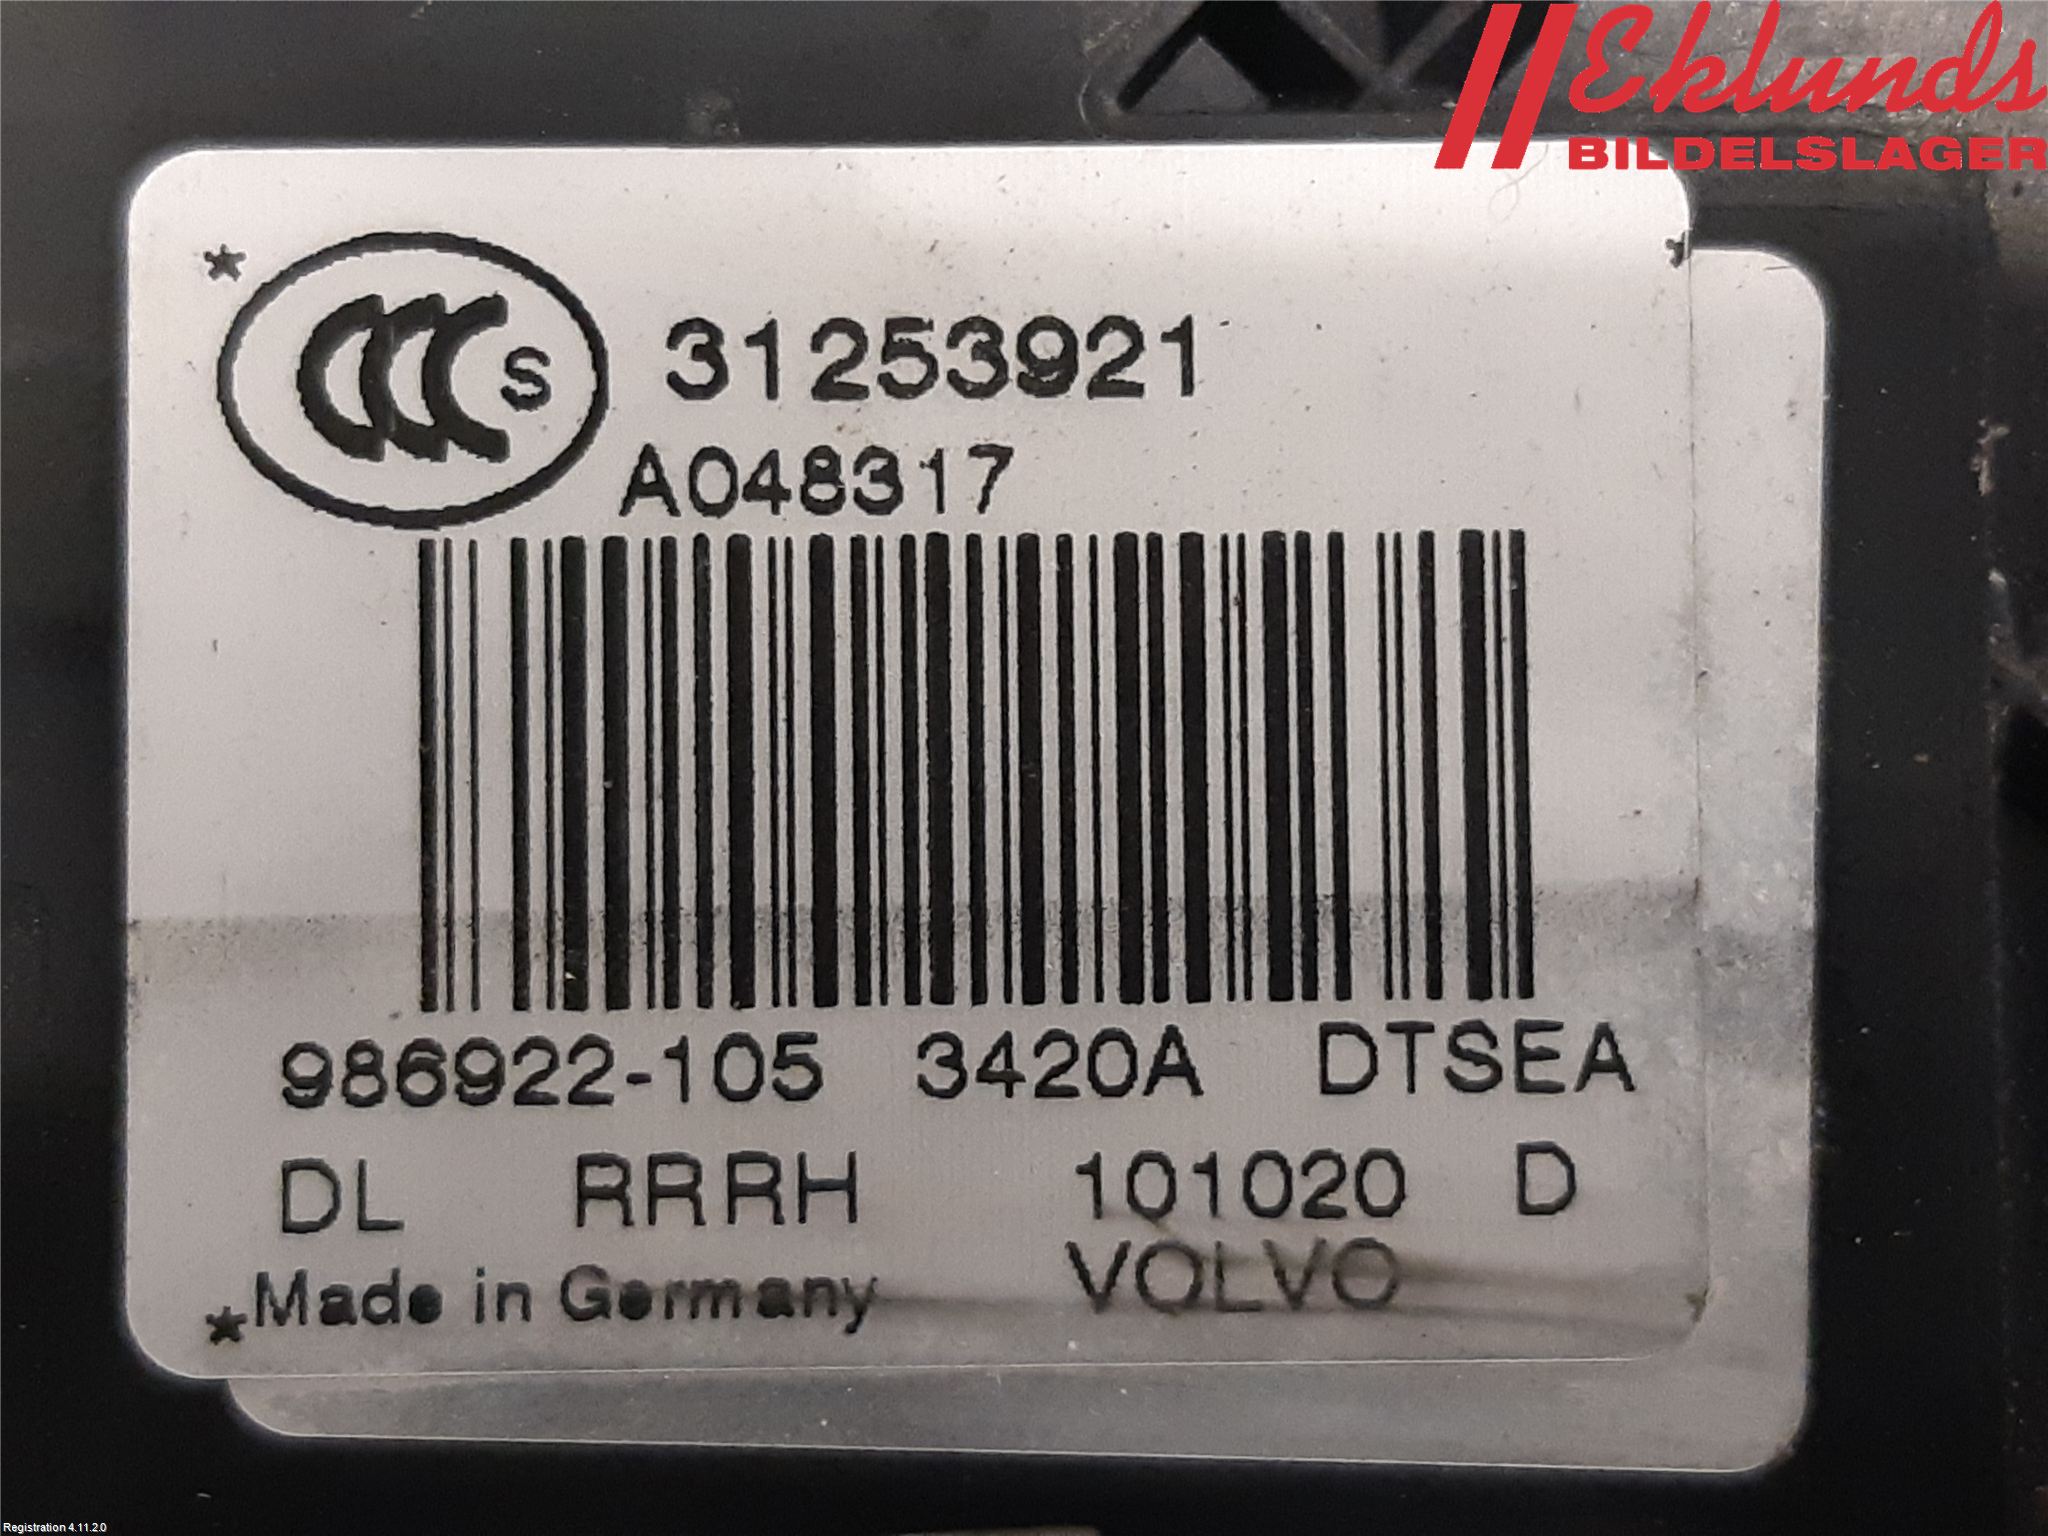 Eklunds
BILDELSLAGER
CCC S
31253921
A048317
986922-105 3420A DTSEA
DL RRRH 101020 D
*Made in Germany VOLVO
Registration 4.11.2.0